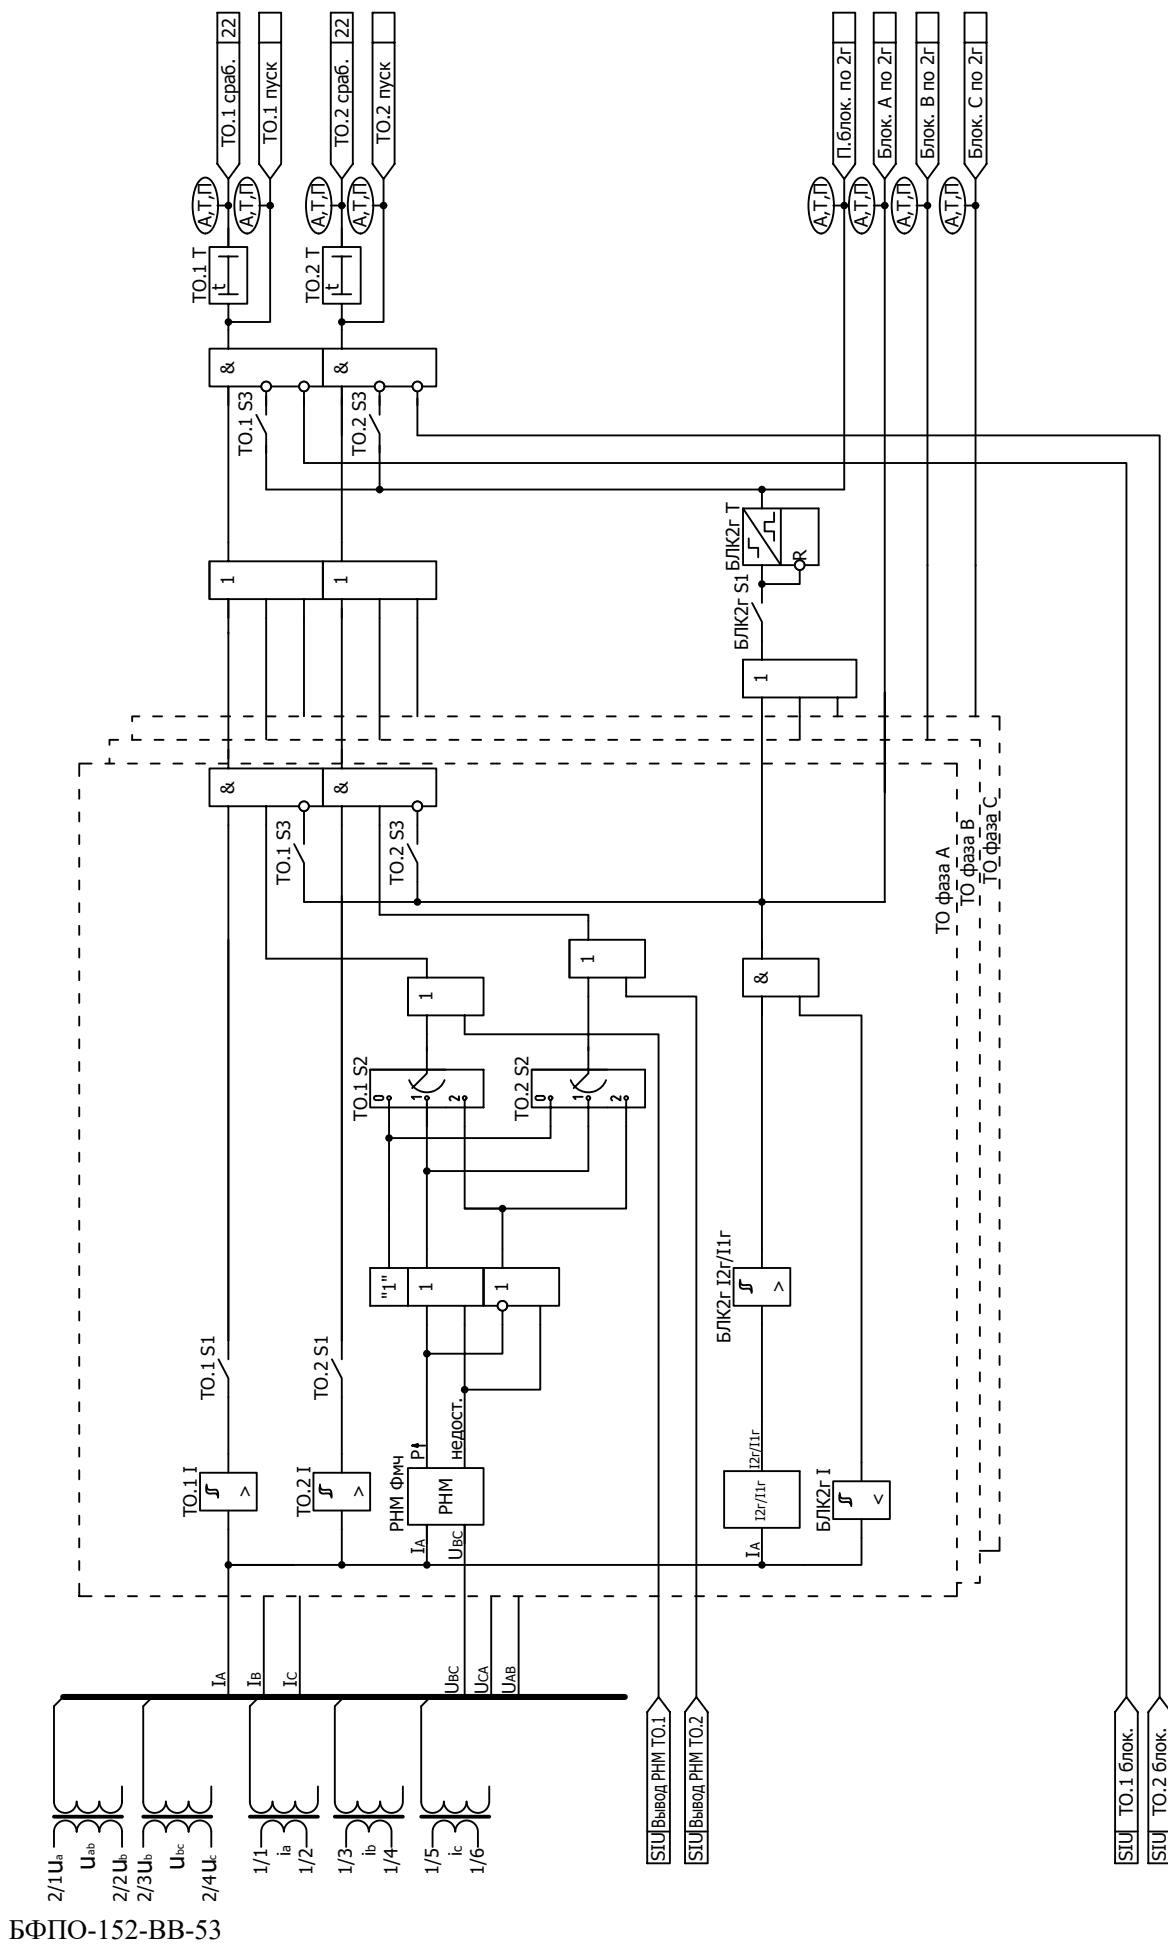 ТО.1 сраб. 22
ТО.1 пуск
ТО.2 сраб. 22
ТО.2 пуск
П.блок. по 2г
Блок. А по 2г
Блок. В по 2г
Блок. С по 2г
А,Т,П
А,Т,П
А,Т,П
А,Т,П
А,Т,П
А,Т,П
А,Т,П
А,Т,П
ТО.1 Т
t
ТО.2 Т
t
&
&
ТО.1 S3
ТО.2 S3
БЛК2г Т
R
1
1
БЛК2г S1
1
&
&
ТО.1 S3
ТО.2 S3
ТО фаза А
ТО фаза В
ТО фаза С
1
1
&
ТО.1 S2
0
1
2
ТО.2 S2
0
1
2
"1"
1
1
БЛК2г I2г/I1г
>
ТО.1 S1
ТО.2 S1
ТО.1 I
>
ТО.2 I
>
РНМ Фмч
P
недост.
РНМ
IA
UBC
I2г/I1г
I2г/I1г
IA
БЛК2г I
<
IA
IB
IC
UBC
UCA
UAB
2/1 Ua
uab
2/2 Ub
2/3 Ub
Ubc
2/4 Uc
1/1
ia
1/2
1/3
ib
1/4
1/5
ic
1/6
SIU Вывод РНМ ТО.1
SIU Вывод РНМ ТО.2
SIU ТО.1 блок.
SIU ТО.2 блок.
БФПО-152-ВВ-53